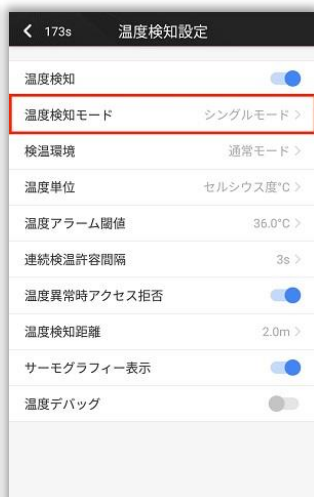 173s 温度検知設定
温度検知
温度検知モード シングルモード
検温環境 通常モード
温度単位 セルシウス度°C
温度アラーム閾値 36.0°C
連続検温許容間隔 3s
温度異常時アクセス拒否
温度検知距離 2.0m
サーモグラフィー表示
温度デバッグ